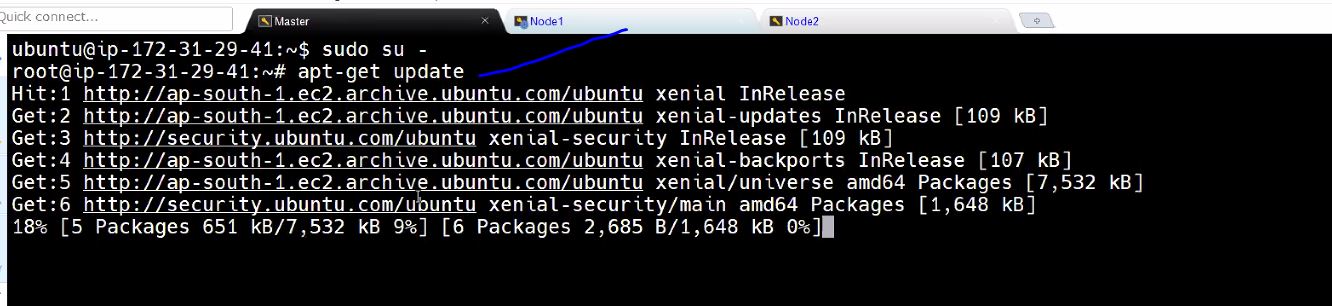 Quick connect...
Master
Node1
Node2
ubuntu@ip-172-31-29-41:~$ sudo su -
root@ip-172-31-29-41:~# apt-get update
Hit:1 http://ap-south-1.ec2.archive.ubuntu.com/ubuntu xenial InRelease
Get:2 http://ap-south-1.ec2.archive.ubuntu.com/ubuntu xenial-updates InRelease [109 kB]
Get:3 http://security.ubuntu.com/ubuntu xenial-security InRelease [109 kB]
Get:4 http://ap-south-1.ec2.archive.ubuntu.com/ubuntu xenial-backports InRelease [107 kB]
Get:5 http://ap-south-1.ec2.archive.ubuntu.com/ubuntu xenial/universe amd64 Packages [7,532 kB]
Get:6 http://security.ubuntu.com/ubuntu xenial-security/main amd64 Packages [1,648 kB]
18% [5 Packages 651 kB/7,532 kB 9%] [6 Packages 2,685 B/1,648 kB 0%]